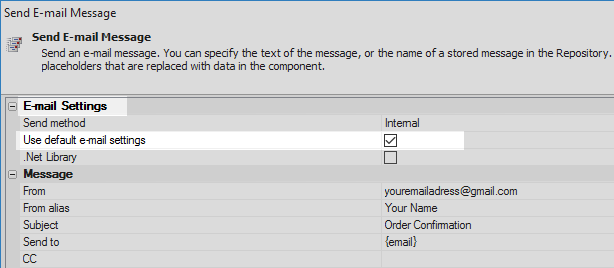 Send E-mail Message
Send E-mail Message
Send an e-mail message. You can specify the text of the message, or the name of a stored message in the Repository.
placeholders that are replaced with data in the component.
E-mail Settings
Send method Internal
Use default e-mail settings
.Net Library
Message
From youremailadress@gmail.com
From alias Your Name
Subject Order Confirmation
Send to {email}
CC